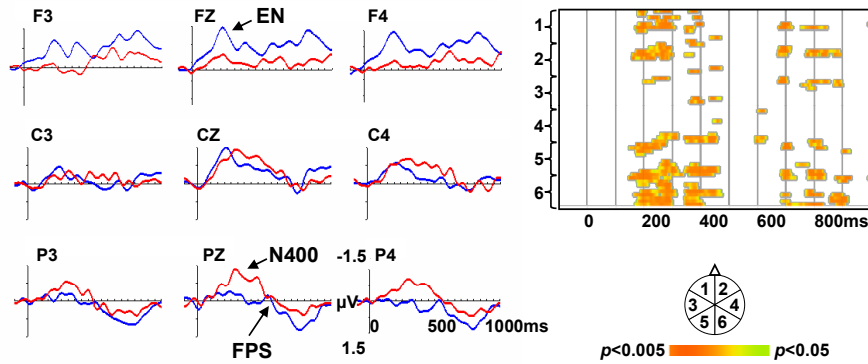 F3 FZ EN F4
C3 CZ C4
P3 PZ N400 -1.5 P4
µV
0 500 1000ms
FPS 1.5
1
2
3
4
5
6
0 200 400 600 800ms
1 2
3 4
5 6
p<0.005 p<0.05